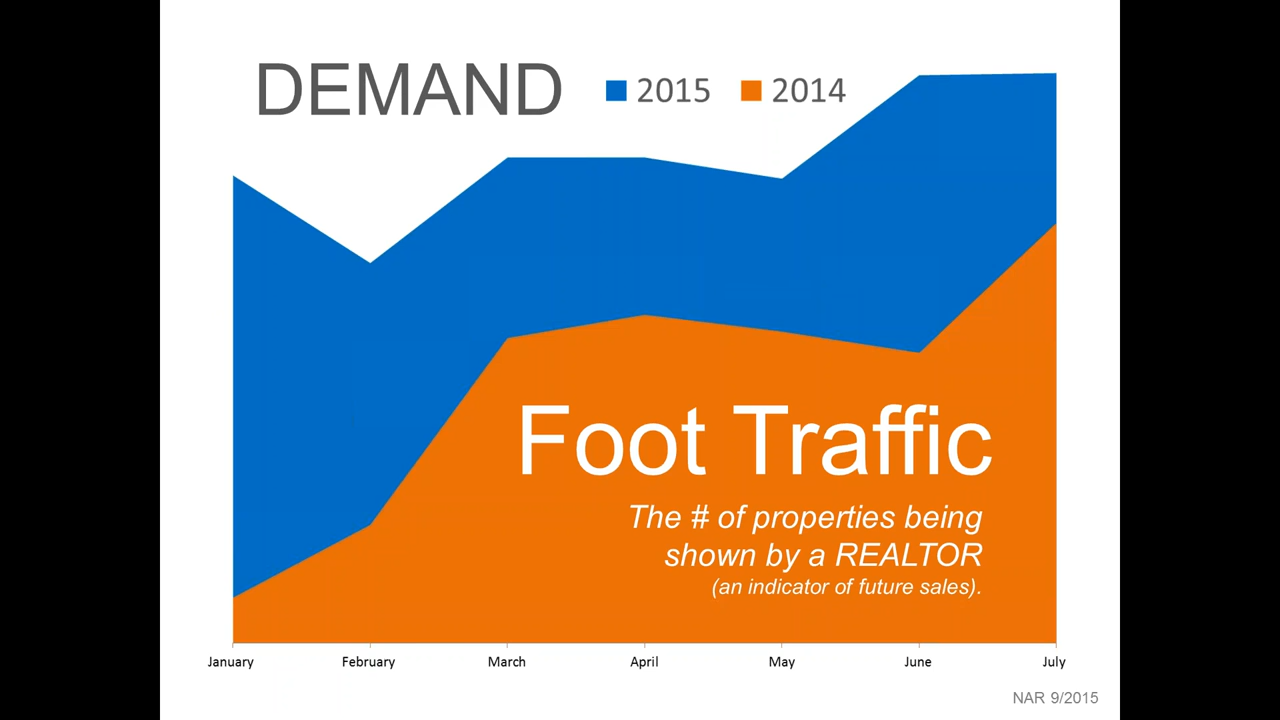 DEMAND
2015 2014
Foot Traffic
The # of properties being
shown by a REALTOR
(an indicator of future sales).
January February March April May June July
NAR 9/2015